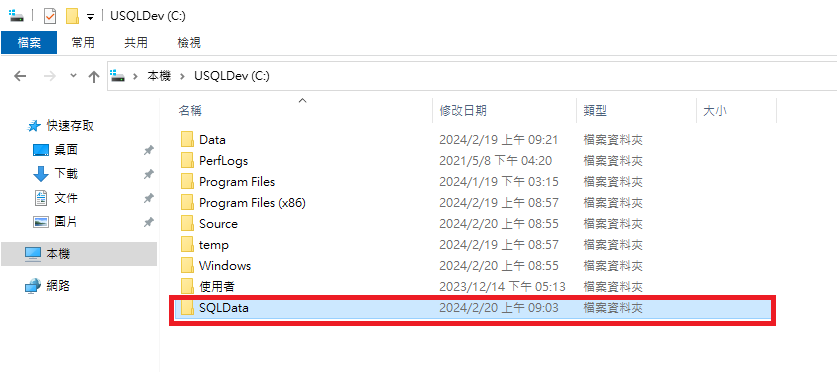 USQLDev (C:)
檔案 常用 共用 檢視
本機 USQLDev (C:)
快速存取
桌面
下載
文件
圖片
本機
網路
名稱 修改日期 類型 大小
Data 2024/2/19 上午 09:21 檔案資料夾
PerfLogs 2021/5/8 下午 04:20 檔案資料夾
Program Files 2024/1/19 下午 03:15 檔案資料夾
Program Files (x86) 2024/2/19 上午 08:57 檔案資料夾
Source 2024/2/20 上午 08:55 檔案資料夾
temp 2024/2/19 上午 08:57 檔案資料夾
Windows 2024/2/20 上午 08:55 檔案資料夾
使用者 2023/12/14 下午 05:13 檔案資料夾
SQLData 2024/2/20 上午 09:03 檔案資料夾